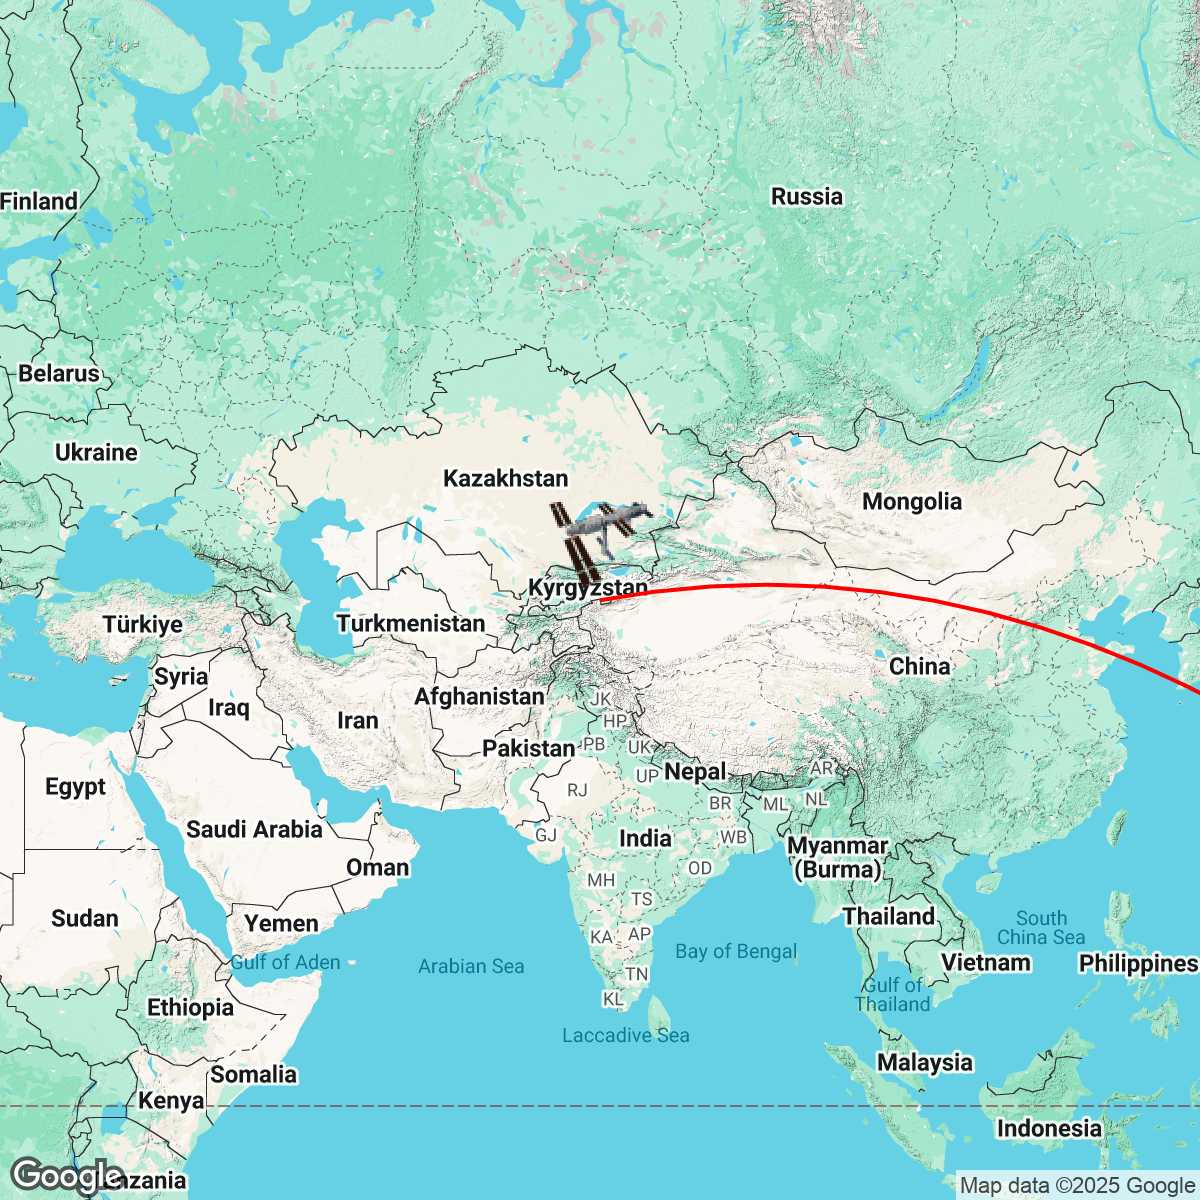 Finland
Russia
Belarus
Ukraine
Kazakhstan
Mongolia
Kyrgyzstan
Türkiye
Turkmenistan
China
Syria
Afghanistan
JK
Iraq
Iran
HP
Pakistan
PB
UK
Nepal
AR
UP
Egypt
RJ
BR
ML
NL
Saudi Arabia
GJ
India
WB
Myanmar
(Burma)
Oman
OD
MH
TS
Sudan
Yemen
Thailand
South
China Sea
KA
AP
Gulf of Aden
Arabian Sea
Bay of Bengal
Vietnam
Philippines
TN
Gulf of
Thailand
KL
Ethiopia
Laccadive Sea
Malaysia
Somalia
Kenya
Indonesia
Google
Tanzania
Map data ©2025 Google